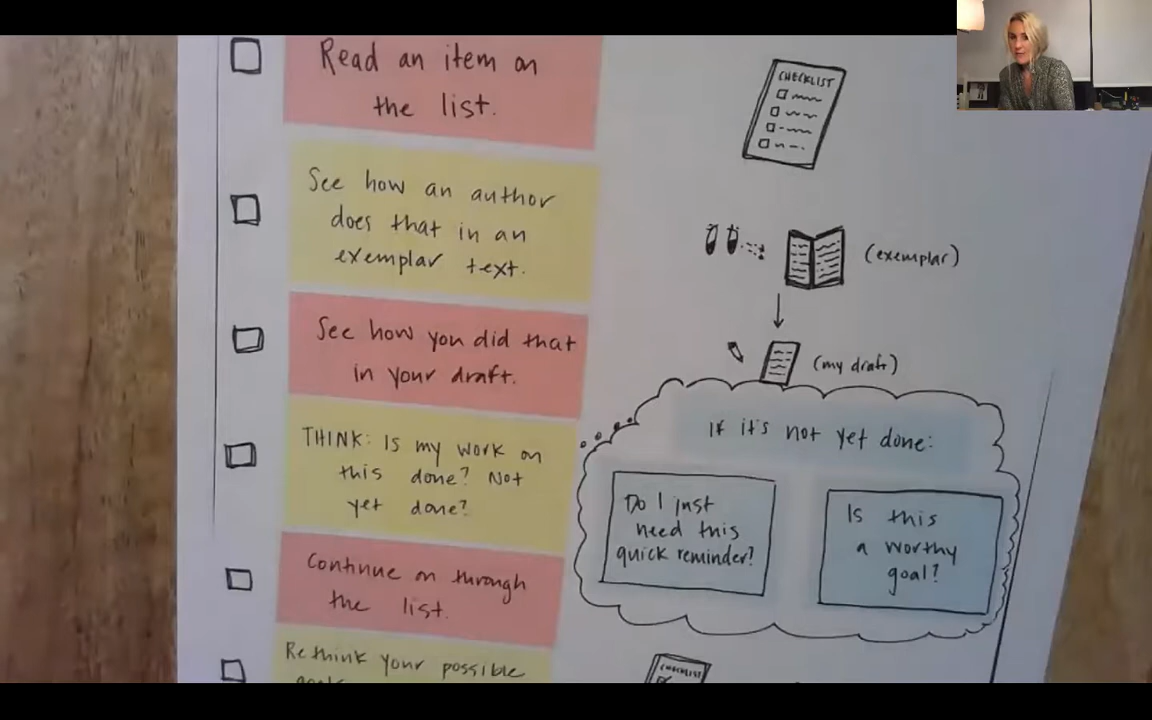 Read an item on
the list.
CHECKLIST
See how an author
does that in an
exemplar text.
(exemplar)
See how you did that
in your draft.
(my draft)
THINK: Is my work on
this done? Not
yet done?
If it's not yet done:
Do I just
need this
quick reminder?
Is this
a worthy
goal?
Continue on through
the list.
Rethink your possible
CHECKLIST